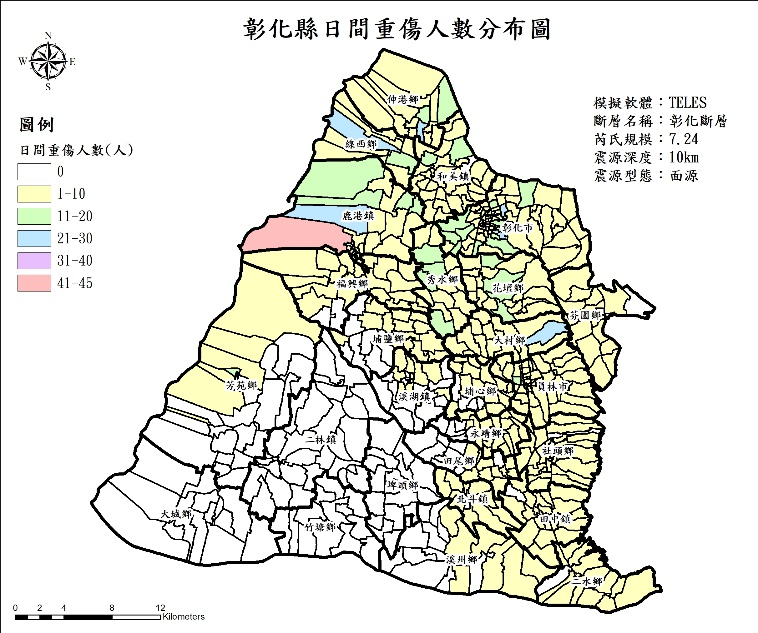 彰化縣日間重傷人數分布圖
N
W
E
S
圖例
日間重傷人數(人)
0
1-10
11-20
21-30
31-40
41-45
模擬軟體：TELES
斷層名稱：彰化斷層
芮氏規模：7.24
震源深度：10km
震源型態：面源
伸港鄉
線西鄉
和美鎮
鹿港鎮
彰化市
福興鄉
秀水鄉
花壇鄉
芬園鄉
埔鹽鄉
大村鄉
芳苑鄉
溪湖鎮
埔心鄉
員林市
二林鎮
永靖鄉
田尾鄉
社頭鄉
埤頭鄉
北斗鎮
大城鄉
竹塘鄉
田中鎮
溪州鄉
二水鄉
0 2 4 8 12
Kilometers